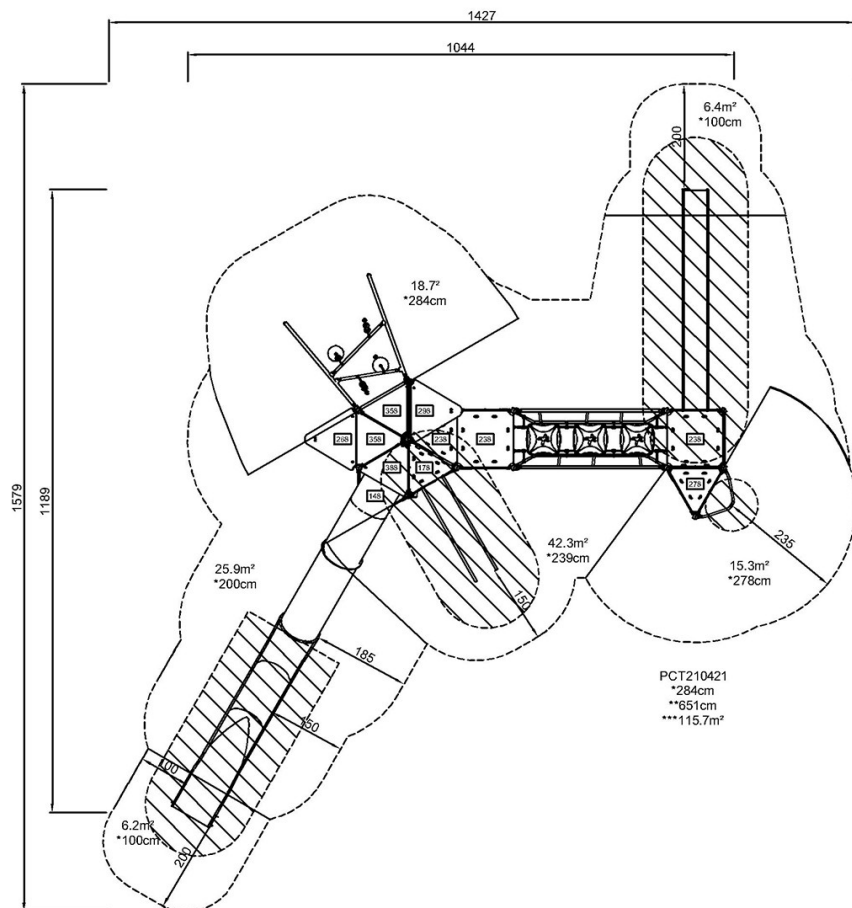 1427
1044
6.4m²
*100cm
200
18.7²
*284cm
358
298
268
358
238
238
238
388
178
278
148
1579
1189
42.3m²
*239cm
15.3m²
*278cm
235
25.9m²
*200cm
150
185
PCT210421
*284cm
**651cm
***115.7m²
150
100
6.2m²
*100cm
200